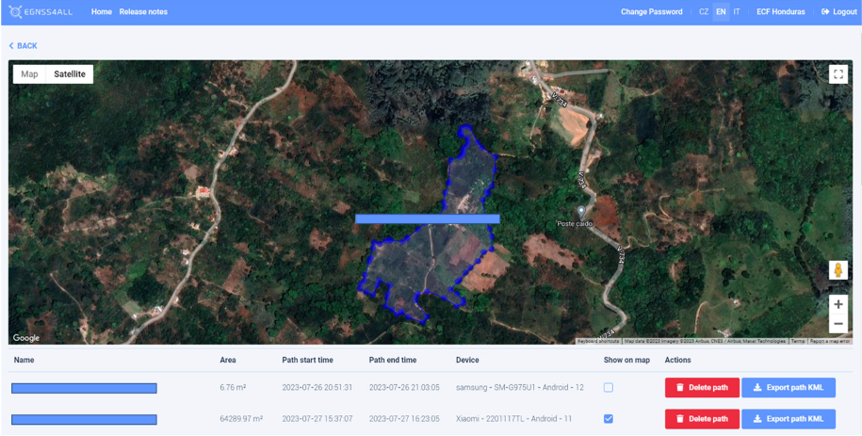 EGNSS4ALL Home Release notes Change Password CZ EN IT ECF Honduras Logout
BACK
Map Satellite
V-234
V-234
Poste caído
V-234
V-234
Google
Keyboard shortcuts Map data ©2023 Imagery ©2023 Airbus, CNES / Airbus, Maxar Technologies Terms Report a map error
Name Area Path start time Path end time Device Show on map Actions
6.76 m² 2023-07-26 20:51:31 2023-07-26 21:03:05 samsung - SM-G975U1 - Android - 12 Delete path Export path KML
64289.97 m² 2023-07-27 15:37:07 2023-07-27 16:23:05 Xiaomi - 2201117TL - Android - 11 Delete path Export path KML